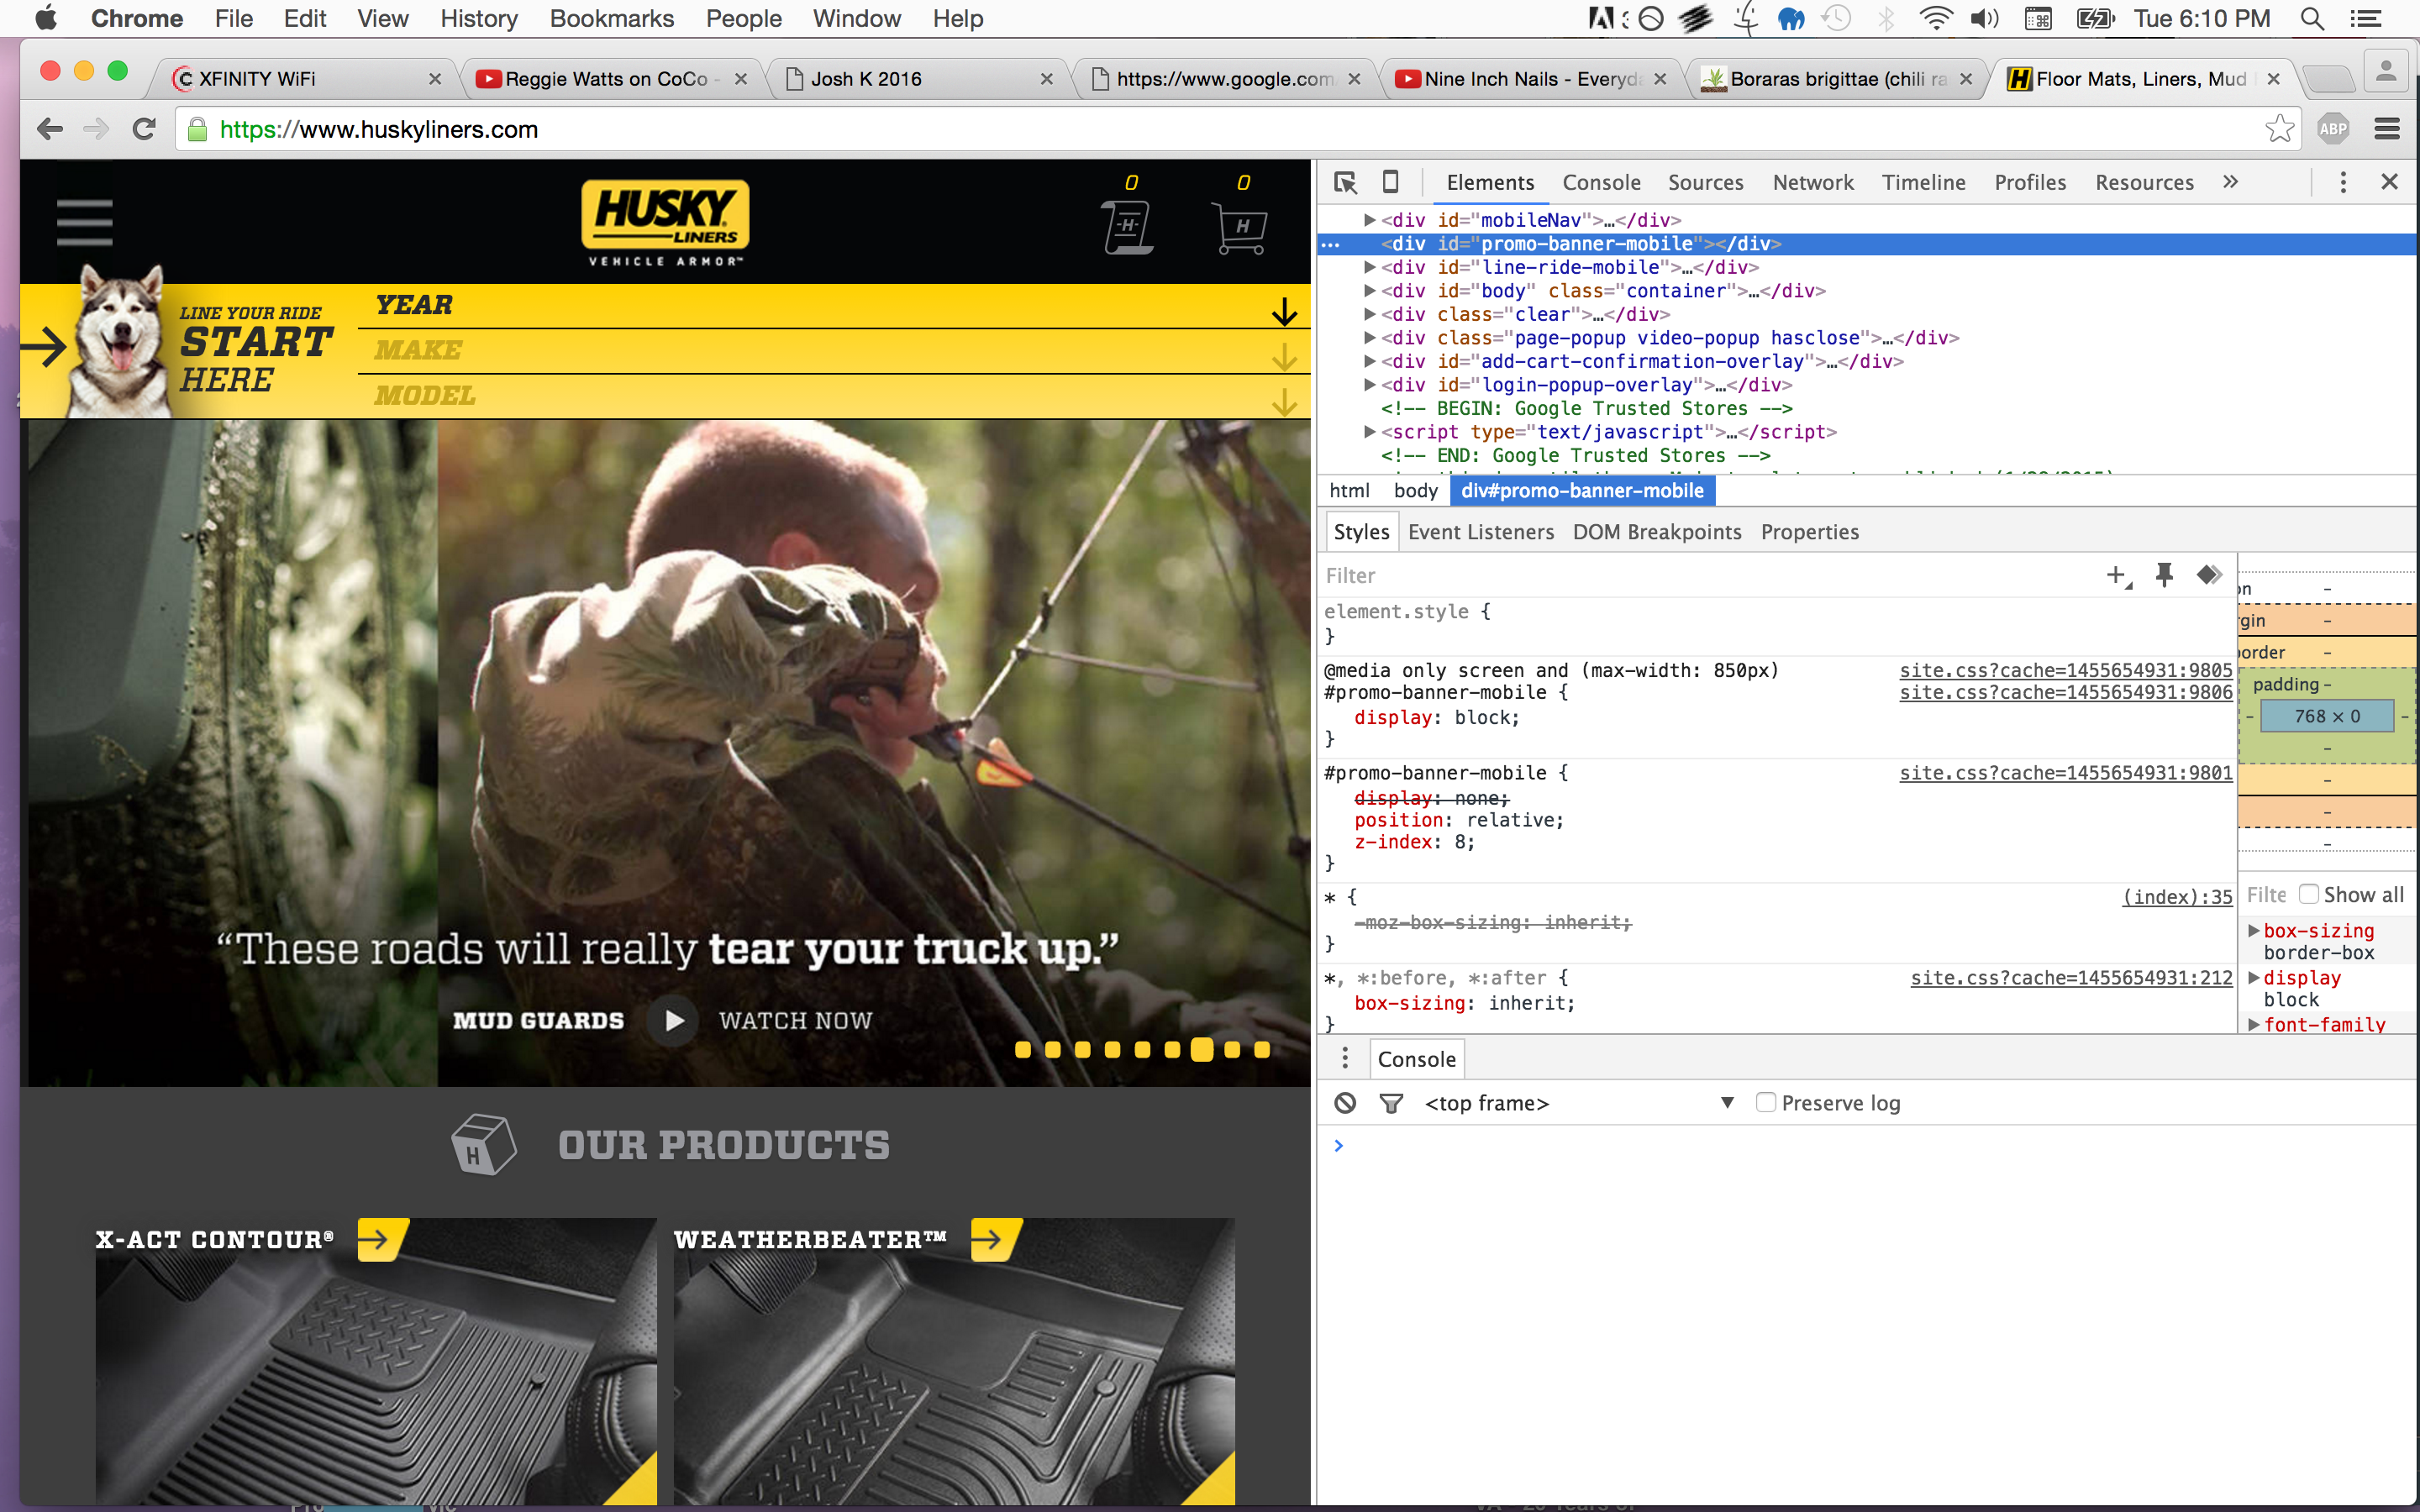 Chrome File Edit View History Bookmarks People Window Help Tue 6:10 PM
XFINITY WiFi Reggie Watts on CoCo - Josh K 2016 https://www.google.com Nine Inch Nails - Everyda Boraras brigittae (chili ra Floor Mats, Liners, Mud
https://www.huskyliners.com ABP
HUSKY
LINERS
VEHICLE ARMOR™
0 0
H H
LINE YOUR RIDE
START
HERE
YEAR
MAKE
MODEL
“These roads will really tear your truck up.”
MUD GUARDS WATCH NOW
H OUR PRODUCTS
X-ACT CONTOUR®
WEATHERBEATER™
Elements Console Sources Network Timeline Profiles Resources »
<div id="mobileNav">…</div>
<div id="promo-banner-mobile"></div>
<div id="line-ride-mobile">…</div>
<div id="body" class="container">…</div>
<div class="clear">…</div>
<div class="page-popup video-popup hasclose">…</div>
<div id="add-cart-confirmation-overlay">…</div>
<div id="login-popup-overlay">…</div>
<!-- BEGIN: Google Trusted Stores -->
<script type="text/javascript">…</script>
<!-- END: Google Trusted Stores -->
html body div#promo-banner-mobile
Styles Event Listeners DOM Breakpoints Properties
Filter
element.style {
}
@media only screen and (max-width: 850px) site.css?cache=1455654931:9805
#promo-banner-mobile { site.css?cache=1455654931:9806
display: block;
}
#promo-banner-mobile { site.css?cache=1455654931:9801
display: none;
position: relative;
z-index: 8;
}
* { (index):35
-moz-box-sizing: inherit;
}
*, *:before, *:after { site.css?cache=1455654931:212
box-sizing: inherit;
}
on -
gin -
order -
padding -
- 768 × 0 -
-
-
-
-
Filte Show all
box-sizing
border-box
display
block
font-family
Console
<top frame> ▼ Preserve log
>